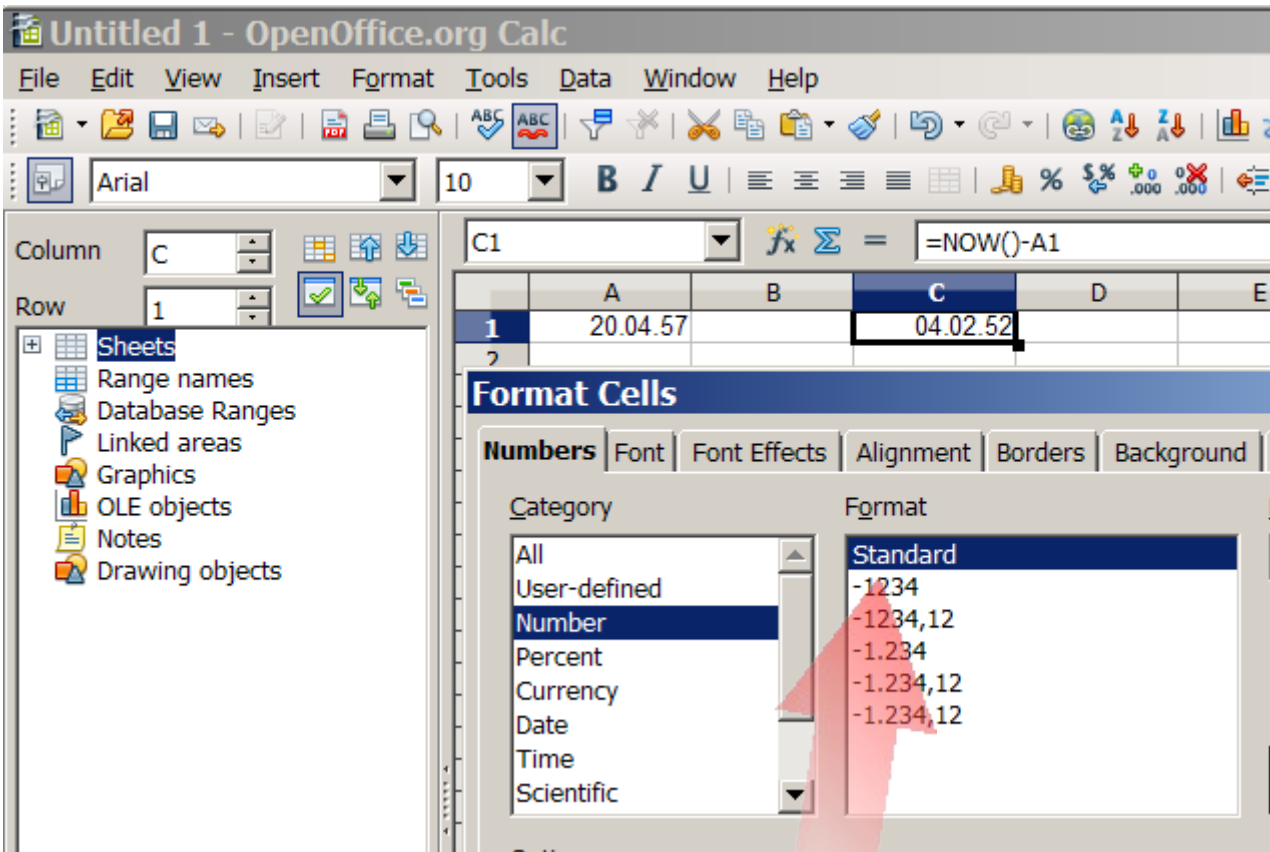 Untitled 1 - OpenOffice.org Calc
File Edit View Insert Format Tools Data Window Help
Arial 10
Column C
Row 1
Sheets
Range names
Database Ranges
Linked areas
Graphics
OLE objects
Notes
Drawing objects
C1 =NOW()-A1
A B C D E
1 20.04.57 04.02.52
2
Format Cells
Numbers Font Font Effects Alignment Borders Background
Category Format
All
User-defined
Number
Percent
Currency
Date
Time
Scientific
Standard
-1234
-1234,12
-1.234
-1.234,12
-1.234,12